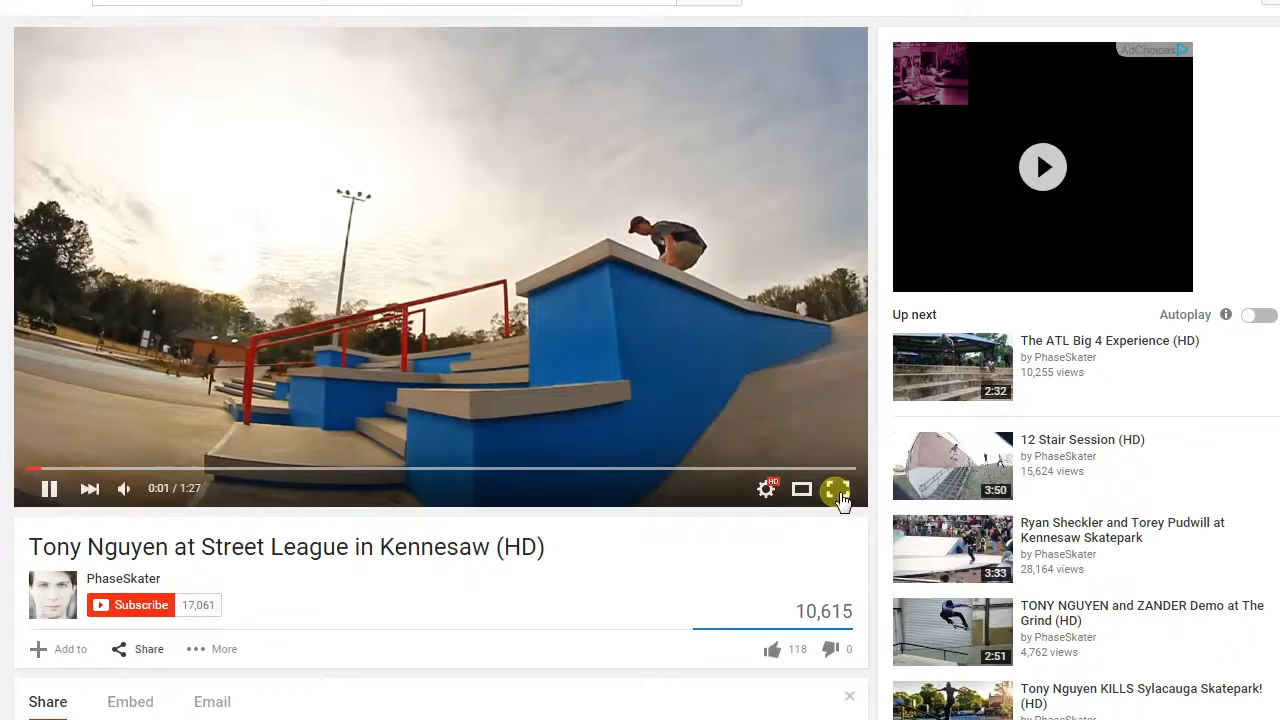 AdChoices
HD
0:01 / 1:27
Tony Nguyen at Street League in Kennesaw (HD)
PhaseSkater
Subscribe 17,061
10,615
Add to Share More 118 0
Share Embed Email
Up next Autoplay
The ATL Big 4 Experience (HD)
by PhaseSkater
10,255 views
2:32
12 Stair Session (HD)
by PhaseSkater
15,624 views
3:50
Ryan Sheckler and Torey Pudwill at
Kennesaw Skatepark
by PhaseSkater
28,164 views
3:33
TONY NGUYEN and ZANDER Demo at The
Grind (HD)
by PhaseSkater
4,762 views
2:51
Tony Nguyen KILLS Sylacauga Skatepark!
(HD)
by PhaseSkater